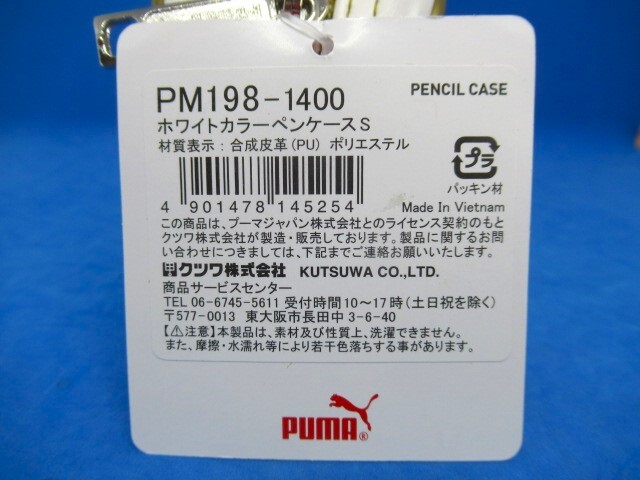 PM198-1400 PENCIL CASE
ホワイトカラーペンケースS
材質表示:合成皮革(PU) ポリエステル
プラ
パッキン材
4 901478 145254
Made In Vietnam
この商品は、プーマジャパン株式会社とのライセンス契約のもと
クツワ株式会社が製造・販売しております。製品に関するお問
い合わせにつきましては、下記までご連絡お願いいたします。
クツワ株式会社 KUTSUWA CO.,LTD.
商品サービスセンター
TEL 06-6745-5611 受付時間10〜17時(土日祝を除く)
〒577-0013 東大阪市長田中3-6-40
【⚠注意】本製品は、素材及び性質上、洗濯できません。
また、摩擦・水濡れ等により若干色落ちする事があります。
PUMA®